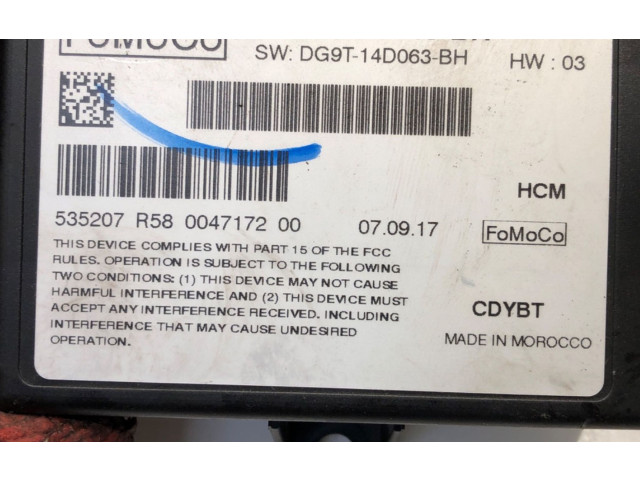 FoMoCo
SW: DG9T-14D063-BH HW : 03
HCM
535207 R58 0047172 00 07.09.17 FoMoCo
THIS DEVICE COMPLIES WITH PART 15 OF THE FCC
RULES. OPERATION IS SUBJECT TO THE FOLLOWING
TWO CONDITIONS: (1) THIS DEVICE MAY NOT CAUSE
HARMFUL INTERFERENCE AND (2) THIS DEVICE MUST
ACCEPT ANY INTERFERENCE RECEIVED. INCLUDING
INTERFERENCE THAT MAY CAUSE UNDESIRED
OPERATION.
CDYBT
MADE IN MOROCCO